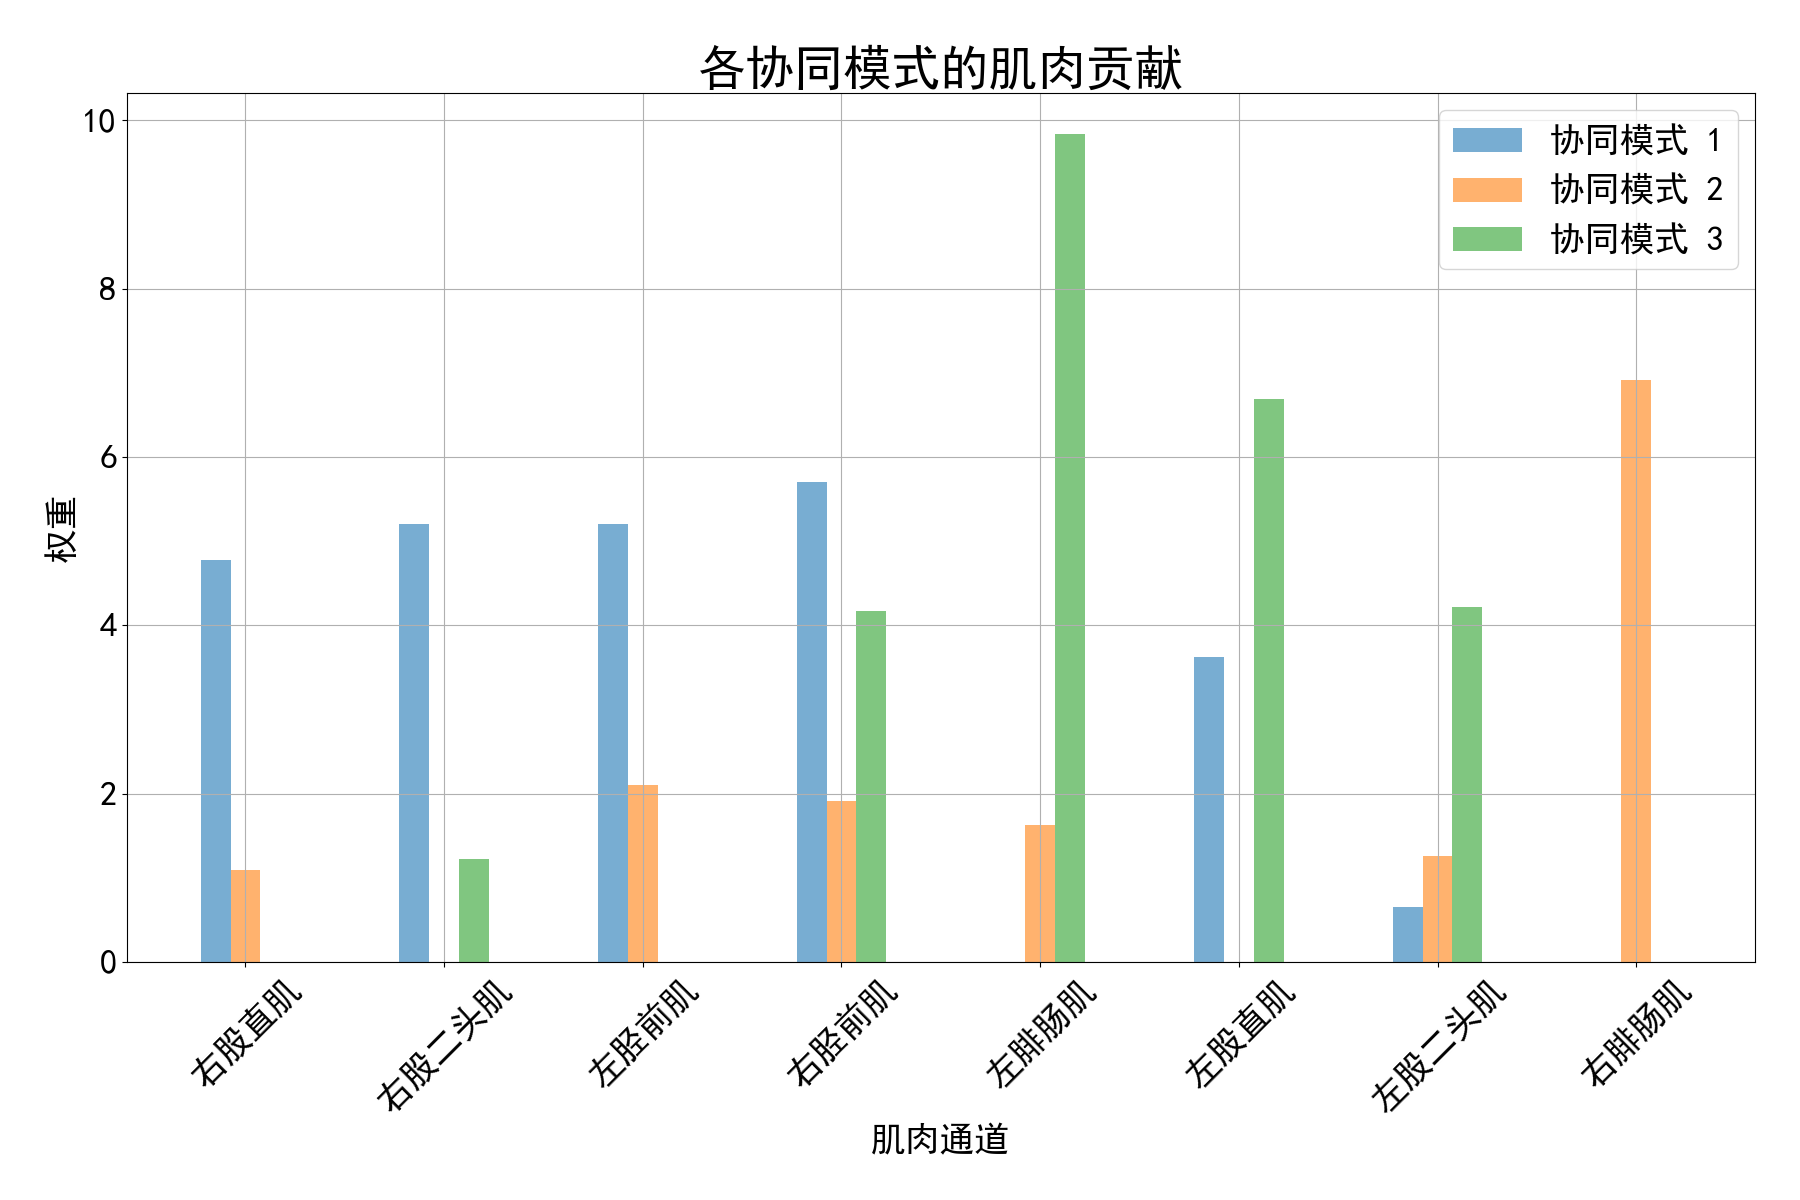 各协同模式的肌肉贡献
10
8
6
4
2
0
权重
协同模式 1
协同模式 2
协同模式 3
右股直肌
右股二头肌
左胫前肌
右胫前肌
左腓肠肌
左股直肌
左股二头肌
右腓肠肌
肌肉通道